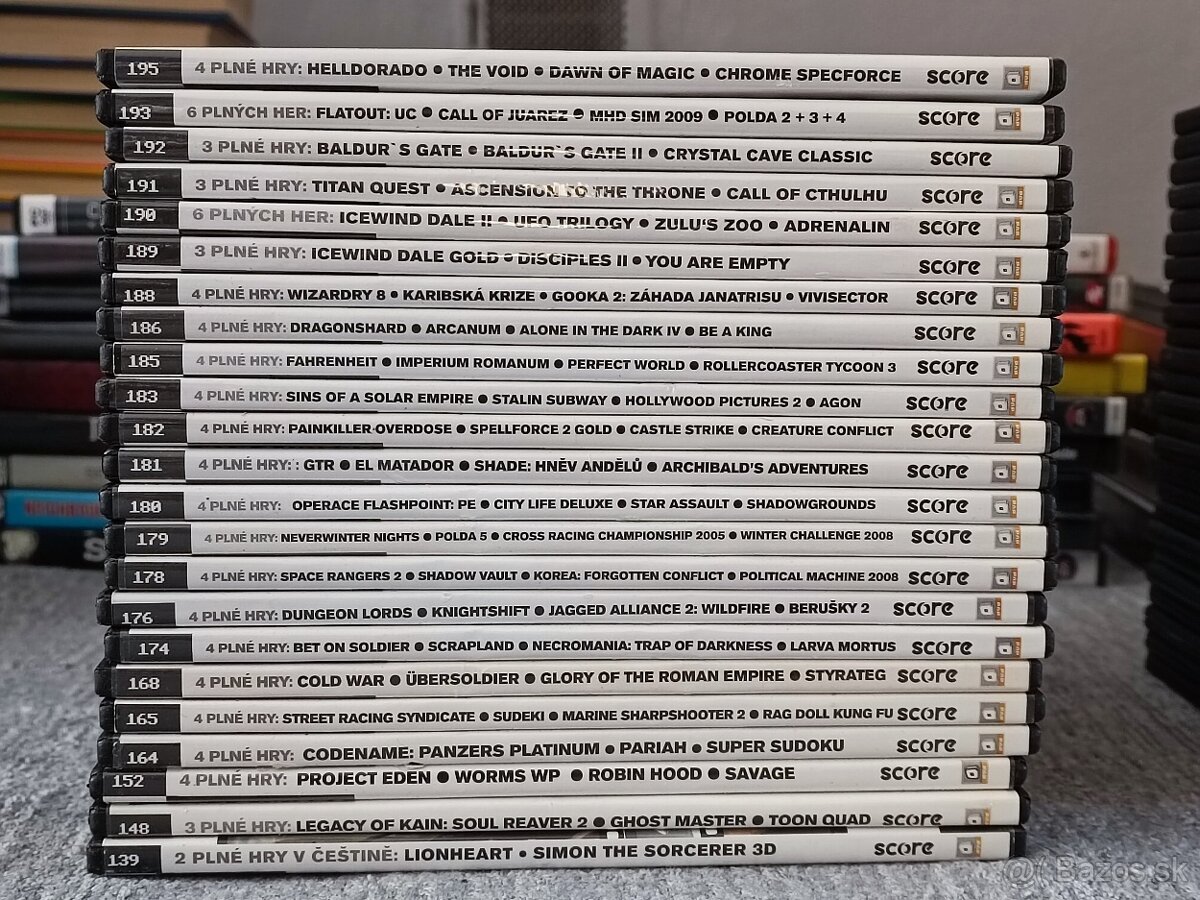 195 4 PLNÉ HRY: HELLDORADO • THE VOID • DAWN OF MAGIC • CHROME SPECFORCE score
193 6 PLNÝCH HER: FLATOUT: UC • CALL OF JUAREZ • MHD SIM 2009 • POLDA 2 + 3 + 4 score
192 3 PLNÉ HRY: BALDUR`S GATE • BALDUR`S GATE II • CRYSTAL CAVE CLASSIC score
191 3 PLNÉ HRY: TITAN QUEST • ASCENSION TO THE THRONE • CALL OF CTHULHU score
190 6 PLNÝCH HER: ICEWIND DALE II • UFO TRILOGY • ZULU'S ZOO • ADRENALIN score
189 3 PLNÉ HRY: ICEWIND DALE GOLD • DISCIPLES II • YOU ARE EMPTY score
188 4 PLNÉ HRY: WIZARDRY 8 • KARIBSKÁ KRIZE • GOOKA 2: ZÁHADA JANATRISU • VIVISECTOR score
186 4 PLNÉ HRY: DRAGONSHARD • ARCANUM • ALONE IN THE DARK IV • BE A KING score
185 4 PLNÉ HRY: FAHRENHEIT • IMPERIUM ROMANUM • PERFECT WORLD • ROLLERCOASTER TYCOON 3 score
183 4 PLNÉ HRY: SINS OF A SOLAR EMPIRE • STALIN SUBWAY • HOLLYWOOD PICTURES 2 • AGON score
182 4 PLNÉ HRY: PAINKILLER OVERDOSE • SPELLFORCE 2 GOLD • CASTLE STRIKE • CREATURE CONFLICT score
181 4 PLNÉ HRY: : GTR • EL MATADOR • SHADE: HNĚV ANDĚLŮ • ARCHIBALD'S ADVENTURES score
180 4 PLNÉ HRY: OPERACE FLASHPOINT: PE • CITY LIFE DELUXE • STAR ASSAULT • SHADOWGROUNDS score
179 4 PLNÉ HRY: NEVERWINTER NIGHTS • POLDA 5 • CROSS RACING CHAMPIONSHIP 2005 • WINTER CHALLENGE 2008 score
178 4 PLNÉ HRY: SPACE RANGERS 2 • SHADOW VAULT • KOREA: FORGOTTEN CONFLICT • POLITICAL MACHINE 2008 score
176 4 PLNÉ HRY: DUNGEON LORDS • KNIGHTSHIFT • JAGGED ALLIANCE 2: WILDFIRE • BERUŠKY 2 score
174 4 PLNÉ HRY: BET ON SOLDIER • SCRAPLAND • NECROMANIA: TRAP OF DARKNESS • LARVA MORTUS score
168 4 PLNÉ HRY: COLD WAR • ÜBERSOLDIER • GLORY OF THE ROMAN EMPIRE • STYRATEG score
165 4 PLNÉ HRY: STREET RACING SYNDICATE • SUDEKI • MARINE SHARPSHOOTER 2 • RAG DOLL KUNG FU score
164 4 PLNÉ HRY: CODENAME: PANZERS PLATINUM • PARIAH • SUPER SUDOKU score
152 4 PLNÉ HRY: PROJECT EDEN • WORMS WP • ROBIN HOOD • SAVAGE score
148 3 PLNÉ HRY: LEGACY OF KAIN: SOUL REAVER 2 • GHOST MASTER • TOON QUAD score
139 2 PLNÉ HRY V ČEŠTINĚ: LIONHEART • SIMON THE SORCERER 3D score
Bazos.sk